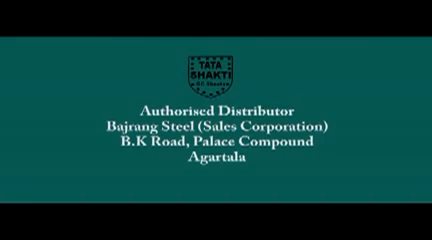 TATA
SHAKTI
Authorised Distributor
Bajrang Steel (Sales Corporation)
B.K Road, Palace Compound
Agartala